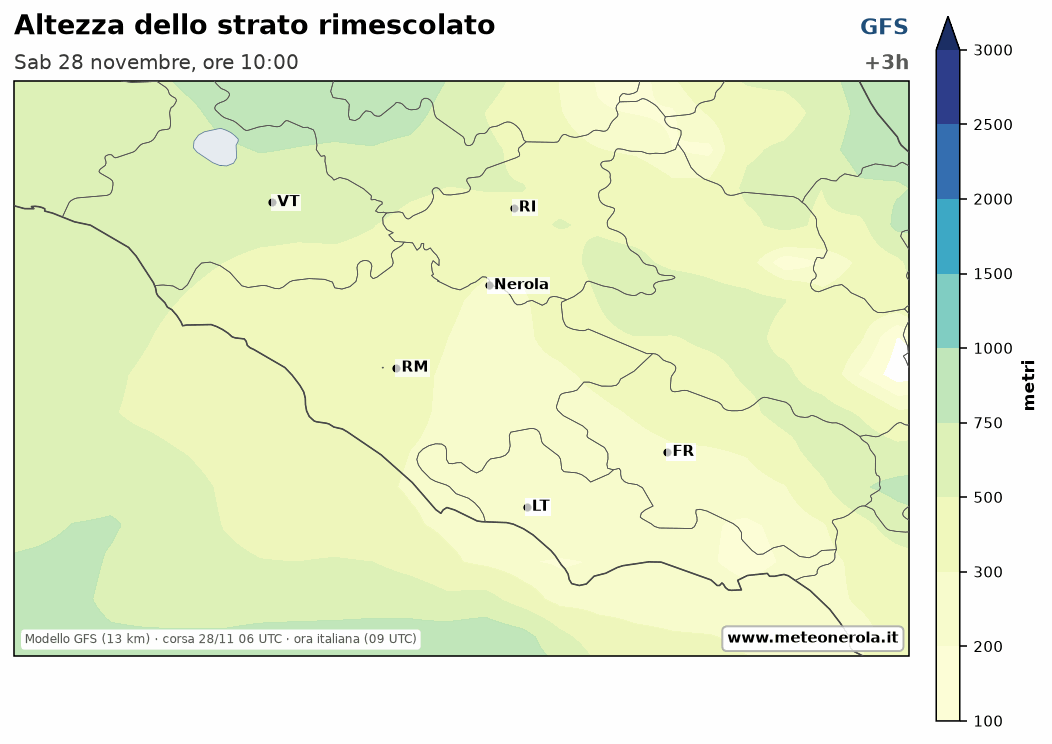 Altezza dello strato rimescolato
GFS
Sab 28 novembre, ore 10:00
+3h
3000
2500
2000
1500
1000
750
500
300
200
100
metri
VT
RI
Nerola
RM
FR
LT
Modello GFS (13 km) · corsa 28/11 06 UTC · ora italiana (09 UTC)
www.meteonerola.it